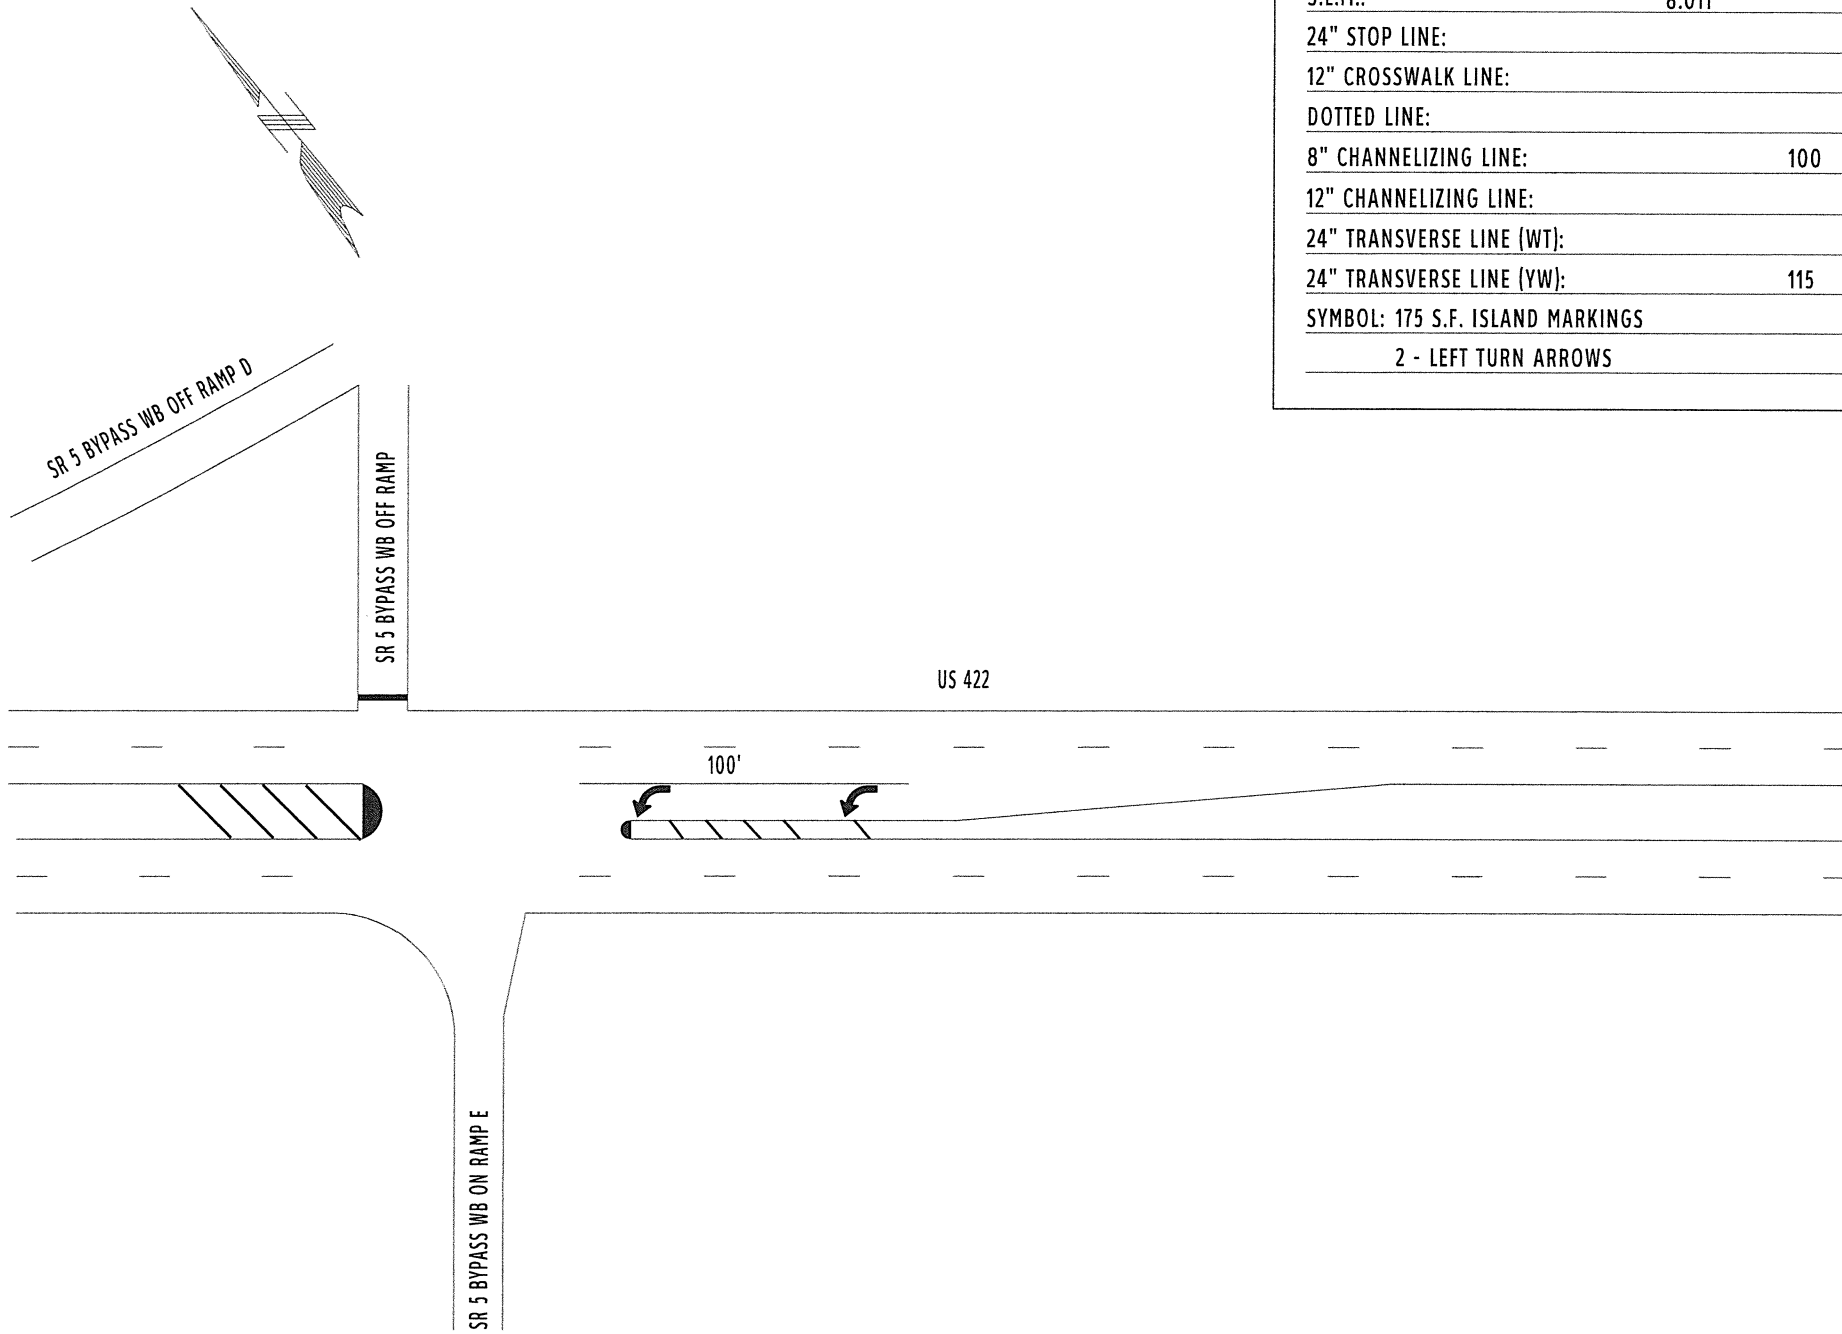 24" STOP LINE:
12" CROSSWALK LINE:
DOTTED LINE:
8" CHANNELIZING LINE: 100
12" CHANNELIZING LINE:
24" TRANSVERSE LINE (WT):
24" TRANSVERSE LINE (YW): 115
SYMBOL: 175 S.F. ISLAND MARKINGS
2 - LEFT TURN ARROWS
SR 5 BYPASS WB OFF RAMP D
SR 5 BYPASS WB OFF RAMP
US 422
100'
SR 5 BYPASS WB ON RAMP E